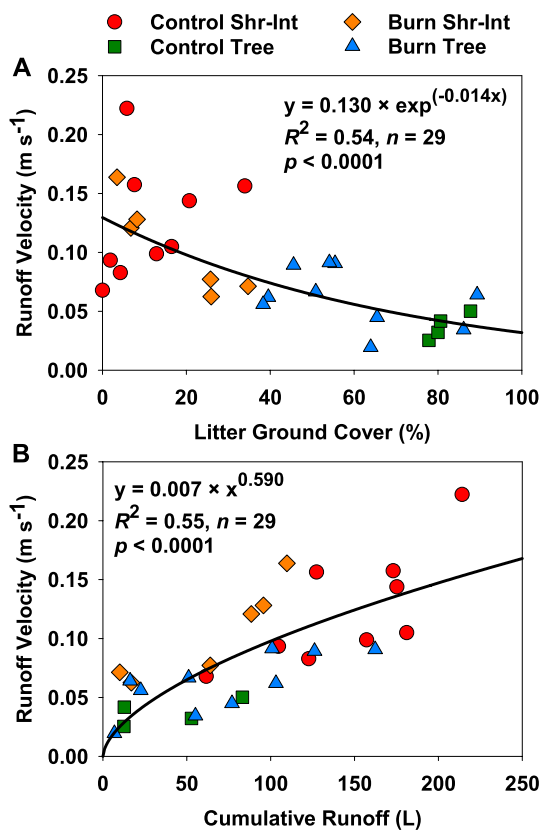 Control Shr-Int Burn Shr-Int
Control Tree Burn Tree
A
0.25
0.20
0.15
0.10
0.05
0.00
Runoff Velocity (m s-1)
y = 0.130 × exp(-0.014x)
R2 = 0.54, n = 29
p < 0.0001
0 20 40 60 80 100
Litter Ground Cover (%)
B
0.25
0.20
0.15
0.10
0.05
0.00
Runoff Velocity (m s-1)
y = 0.007 × x0.590
R2 = 0.55, n = 29
p < 0.0001
0 50 100 150 200 250
Cumulative Runoff (L)